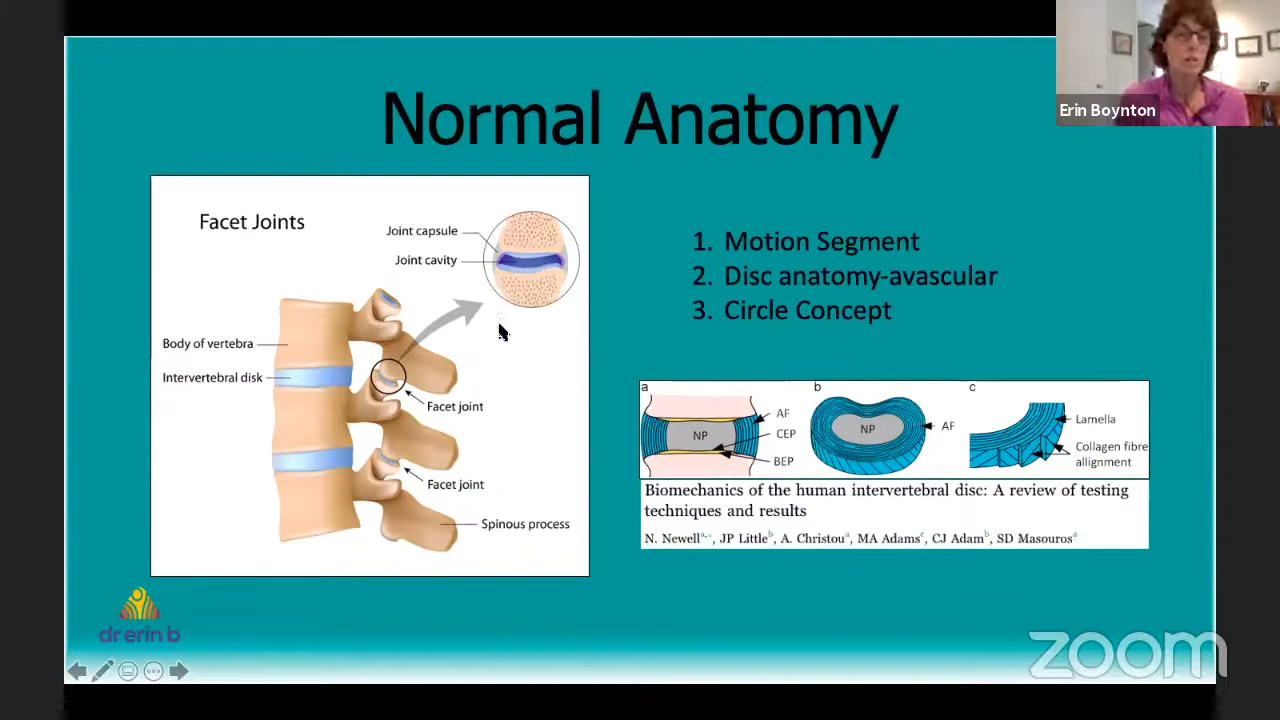 Erin Boynton
Normal Anatomy
Facet Joints
Joint capsule
Joint cavity
Body of vertebra
Intervertebral disk
Facet joint
Facet joint
Spinous process
1. Motion Segment
2. Disc anatomy-avascular
3. Circle Concept
a
b
c
NP
AF
CEP
BEP
NP
AF
Lamella
Collagen fibre
allignment
Biomechanics of the human intervertebral disc: A review of testing
techniques and results
N. Newell, JP Little, A. Christou, MA Adams, CJ Adam, SD Masouros
dr erin b
zoom